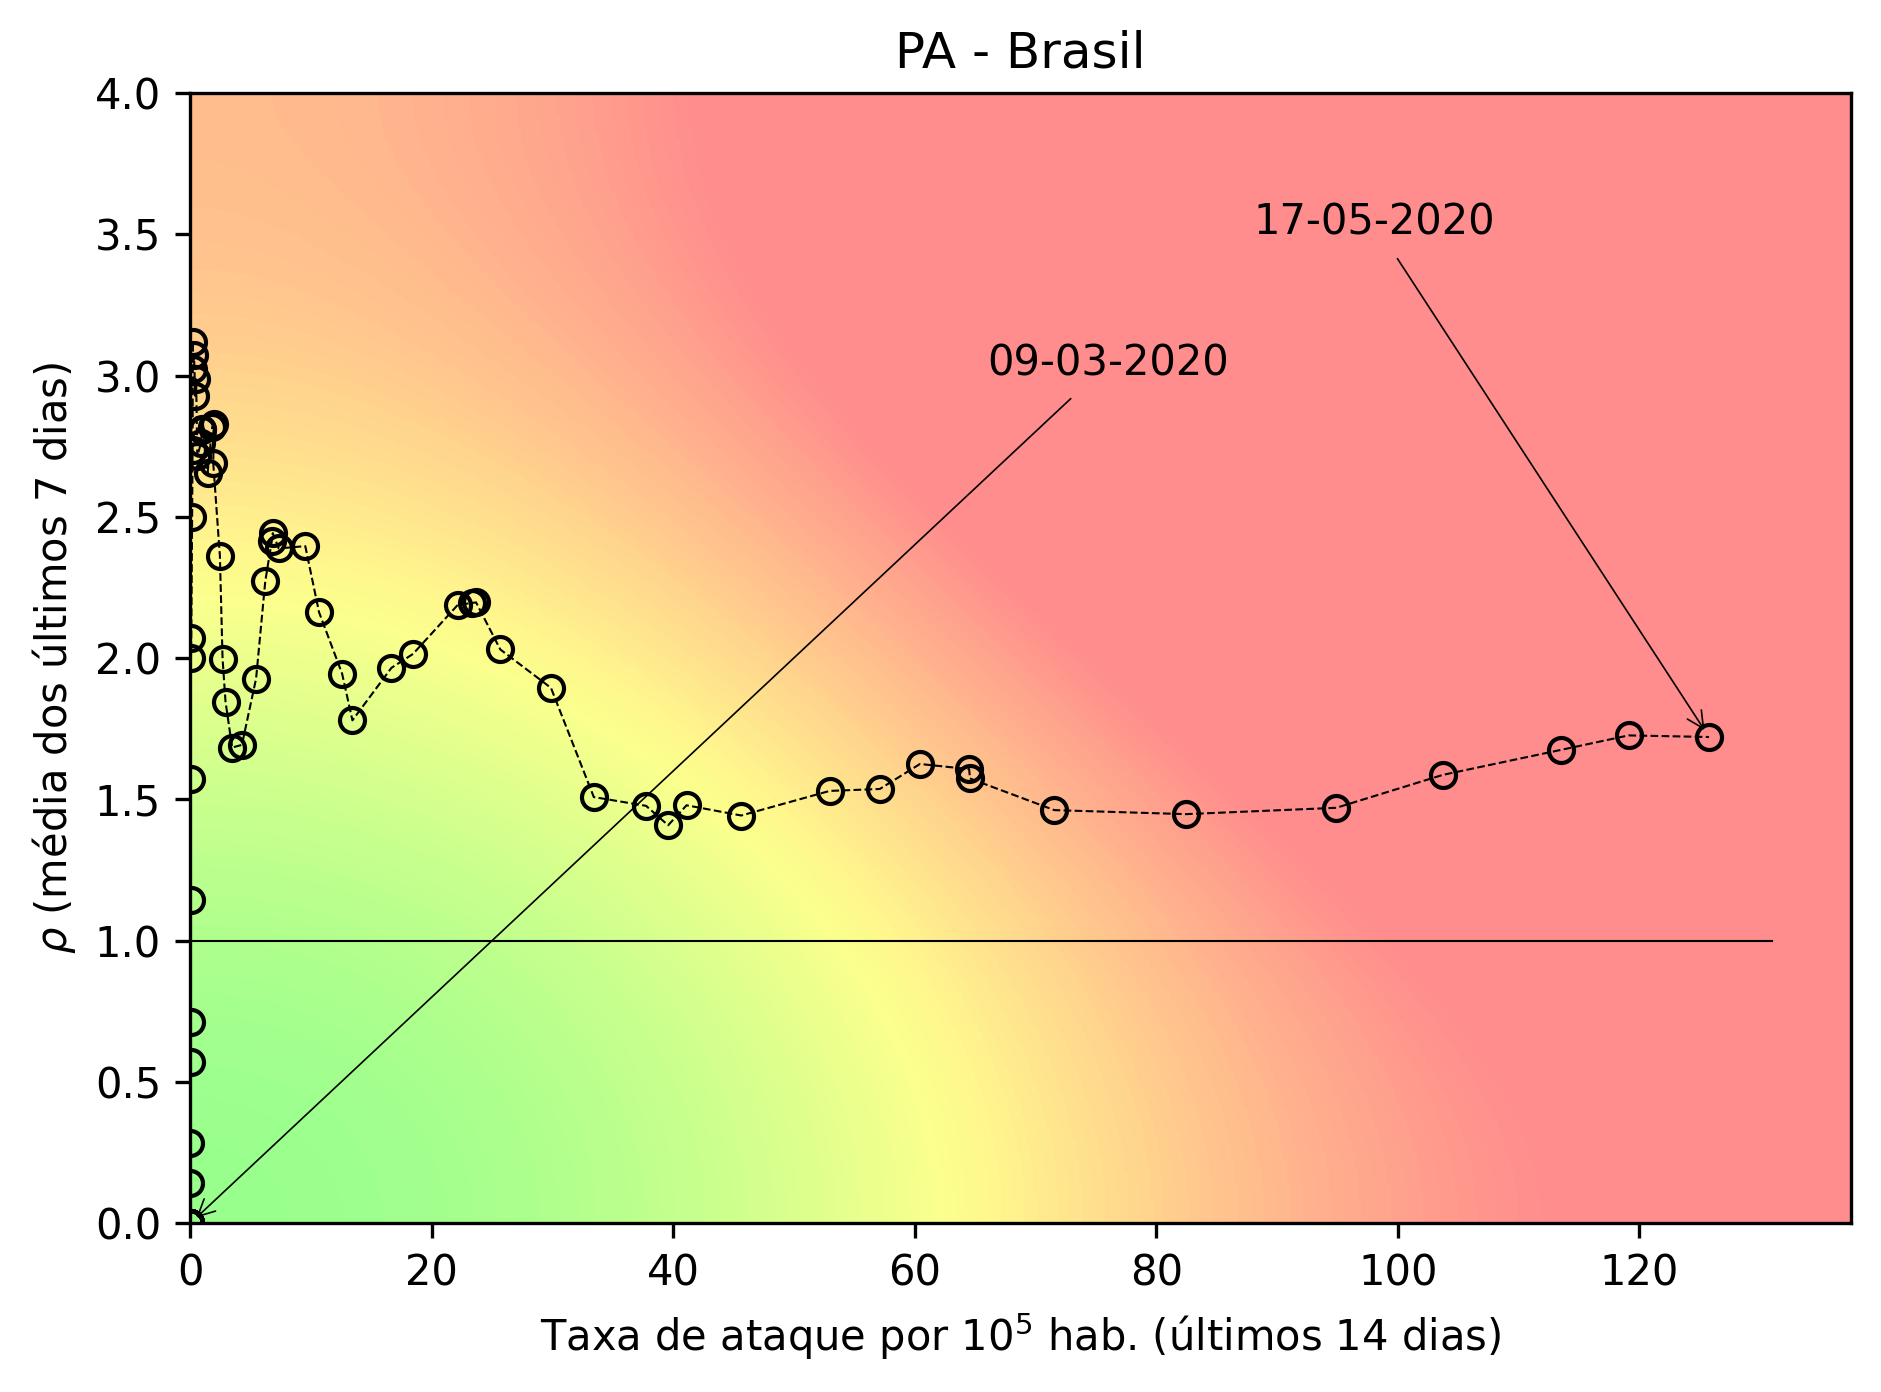 PA - Brasil
4.0
3.5
3.0
2.5
2.0
1.5
1.0
0.5
0.0
ρ (média dos últimos 7 dias)
17-05-2020
09-03-2020
0 20 40 60 80 100 120
Taxa de ataque por 10⁵ hab. (últimos 14 dias)